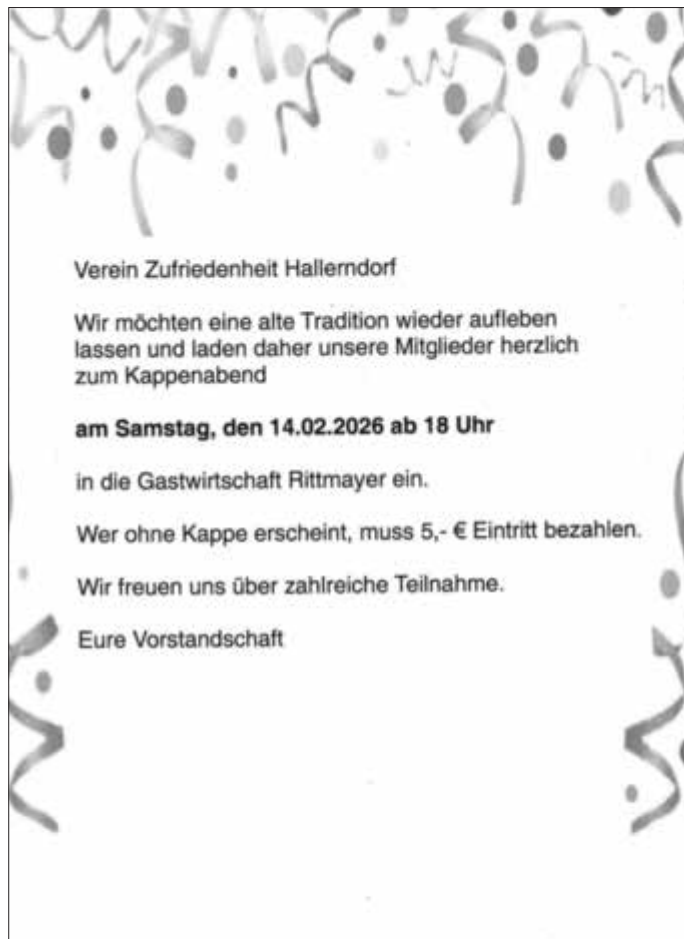 Verein Zufriedenheit Hallerndorf
Wir möchten eine alte Tradition wieder aufleben
lassen und laden daher unsere Mitglieder herzlich
zum Kappenabend
am Samstag, den 14.02.2026 ab 18 Uhr
in die Gastwirtschaft Rittmayer ein.
Wer ohne Kappe erscheint, muss 5,- € Eintritt bezahlen.
Wir freuen uns über zahlreiche Teilnahme.
Eure Vorstandschaft